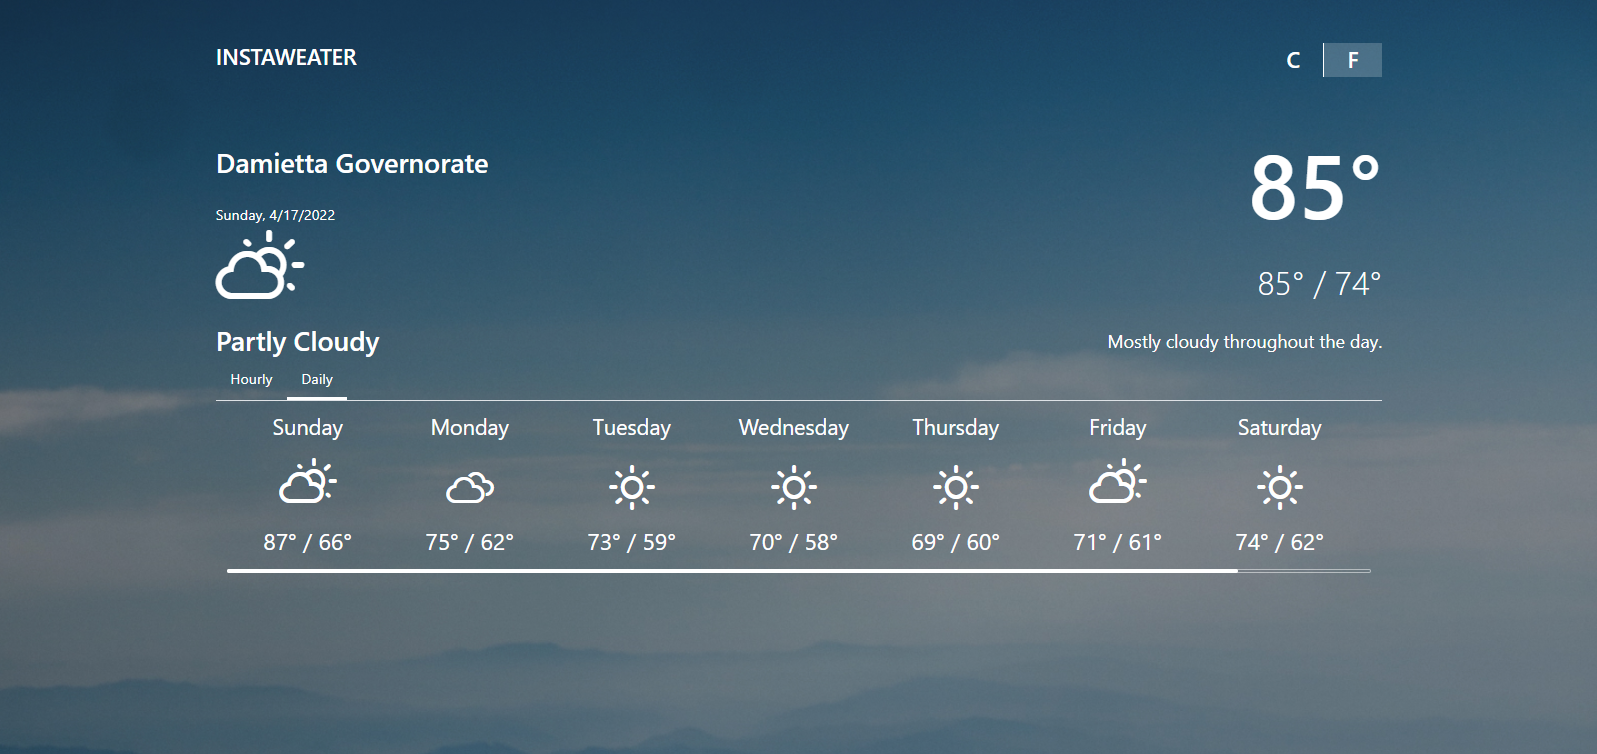 INSTAWEATER
C F
Damietta Governorate
85°
Sunday, 4/17/2022
85° / 74°
Partly Cloudy
Mostly cloudy throughout the day.
Hourly Daily
Sunday Monday Tuesday Wednesday Thursday Friday Saturday
87° / 66° 75° / 62° 73° / 59° 70° / 58° 69° / 60° 71° / 61° 74° / 62°